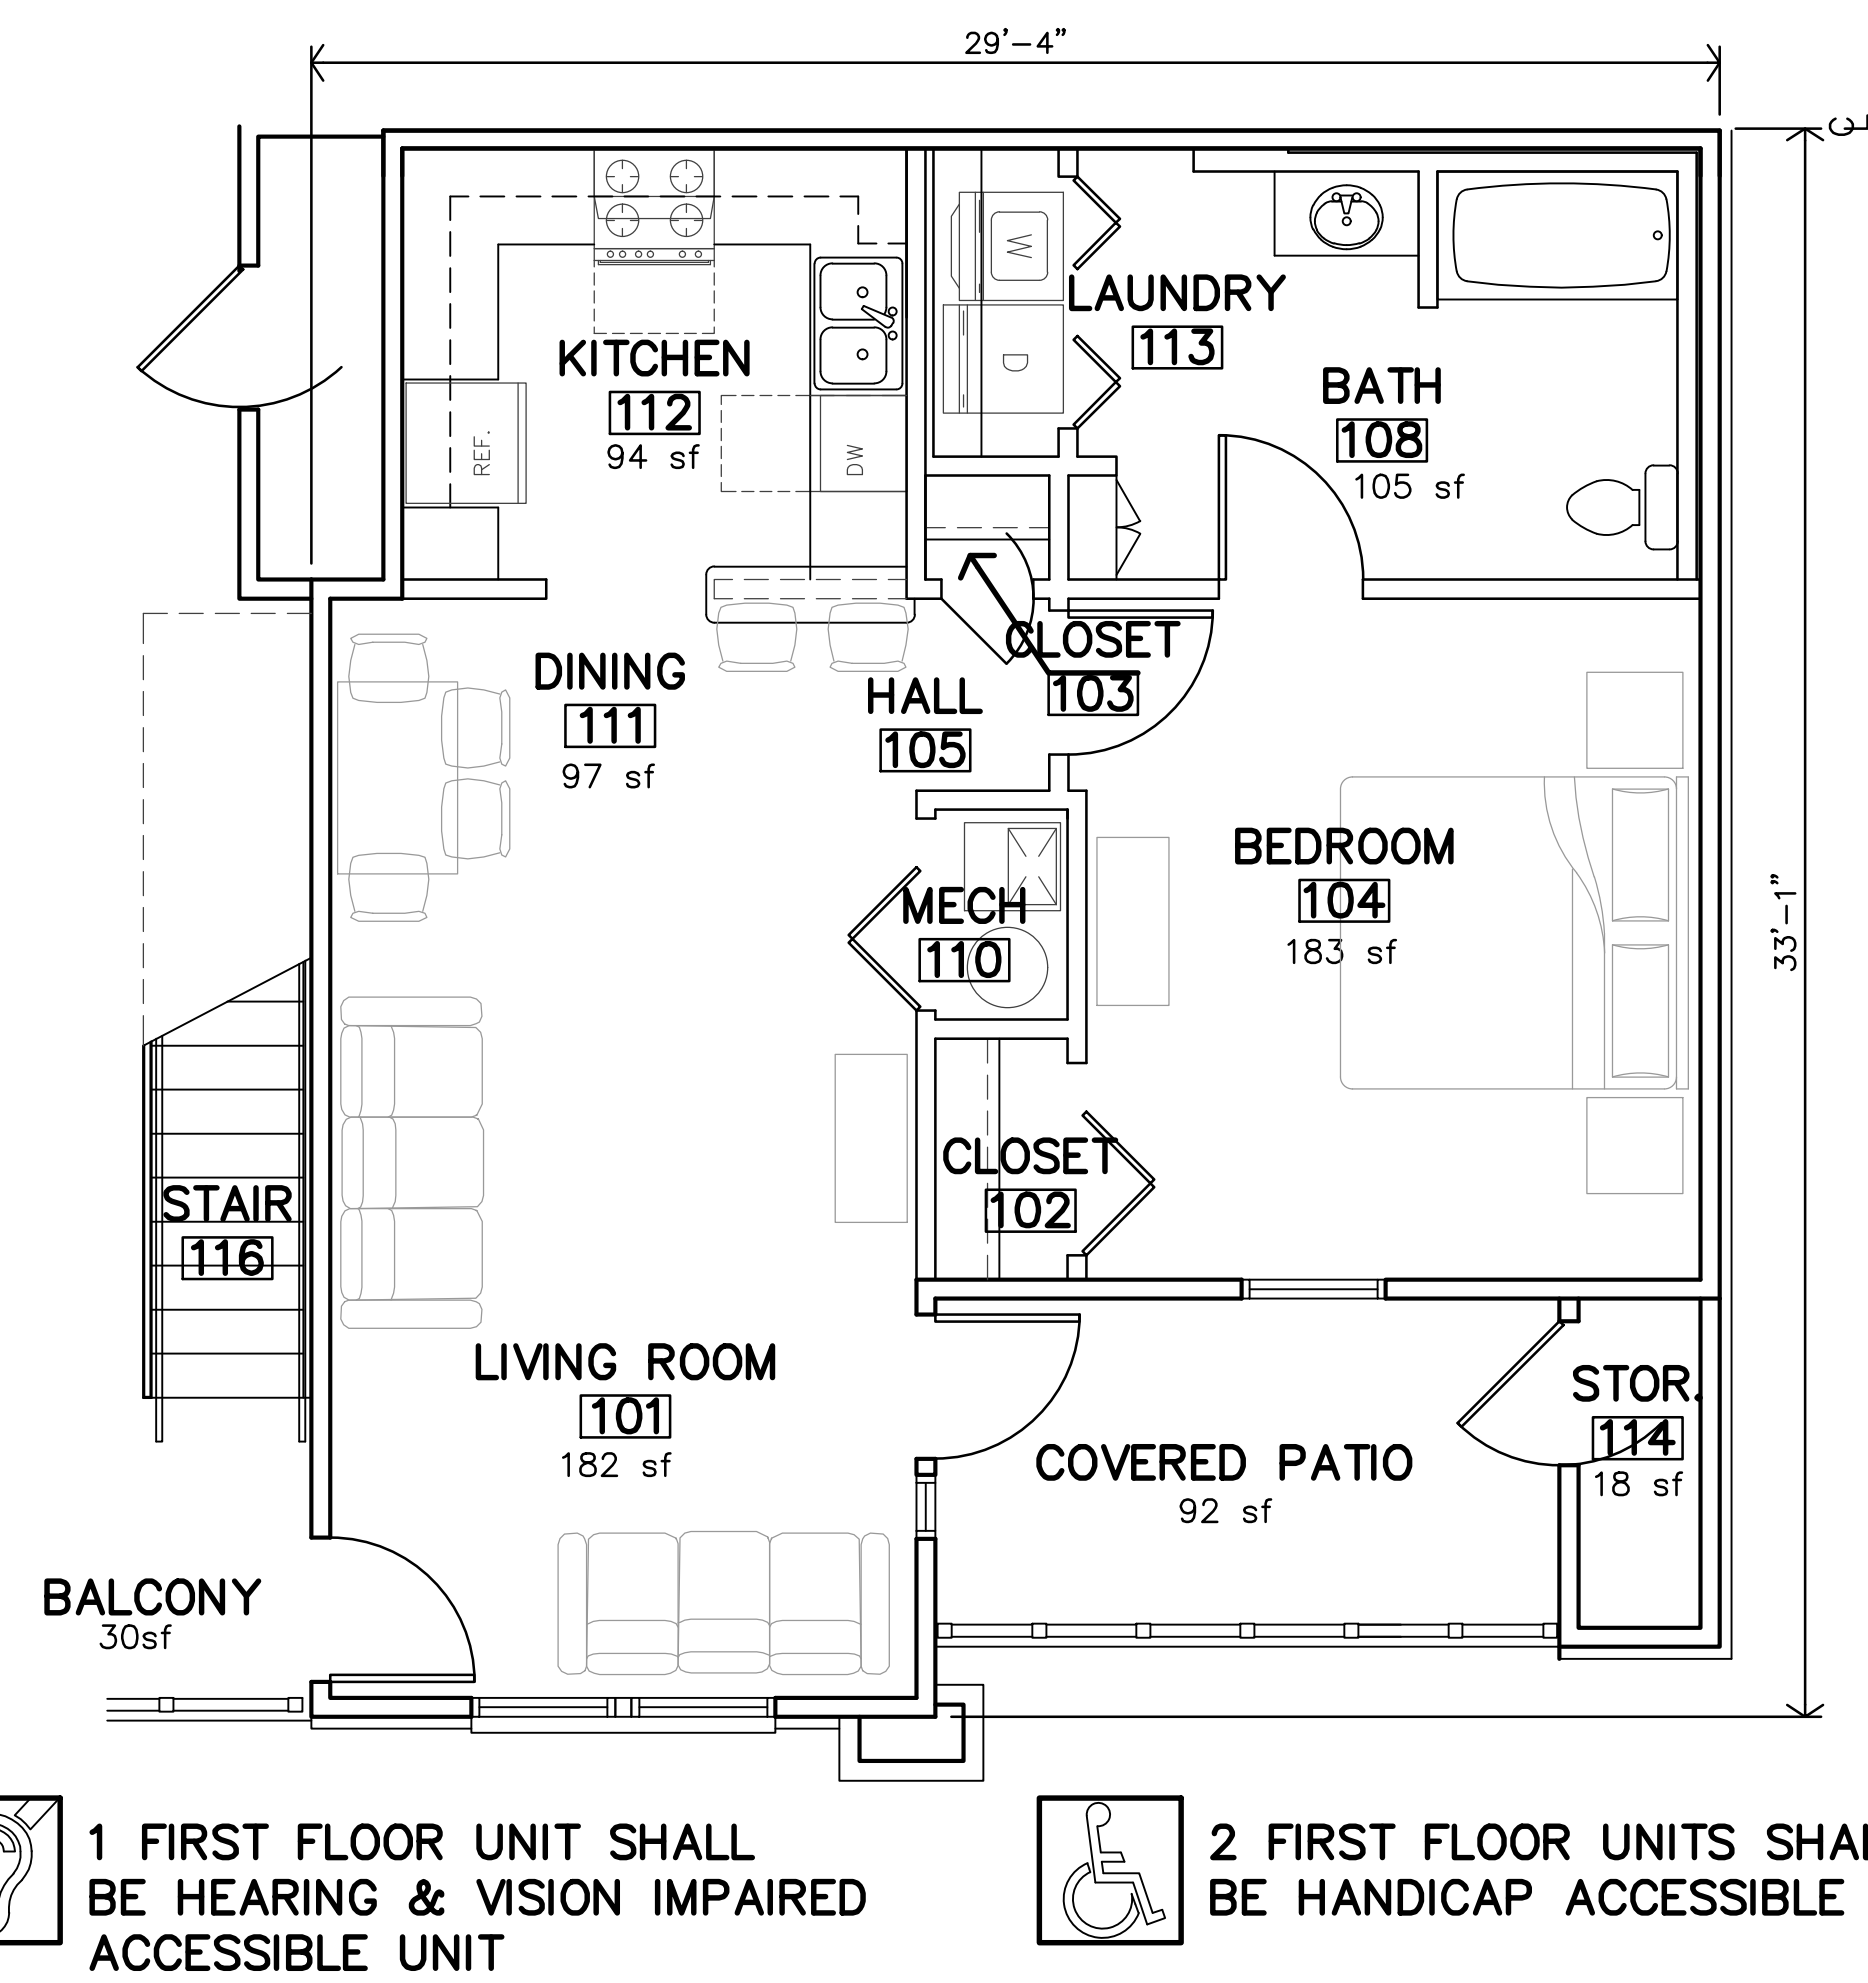 29'-4"
W
LAUNDRY
113
KITCHEN
112
94 sf
D
BATH
108
105 sf
REF.
DW
CLOSET
103
DINING
111
97 sf
HALL
105
BEDROOM
104
183 sf
33'-1"
MECH
110
CLOSET
102
STAIR
116
LIVING ROOM
101
182 sf
STOR.
114
18 sf
COVERED PATIO
92 sf
BALCONY
30sf
1 FIRST FLOOR UNIT SHALL
BE HEARING & VISION IMPAIRED
ACCESSIBLE UNIT
2 FIRST FLOOR UNITS
BE HANDICAP ACCESSIBLE